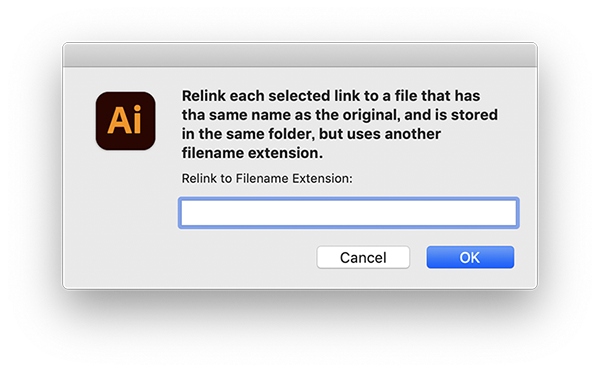 Ai
Relink each selected link to a file that has
tha same name as the original, and is stored
in the same folder, but uses another
filename extension.
Relink to Filename Extension:
Cancel
OK